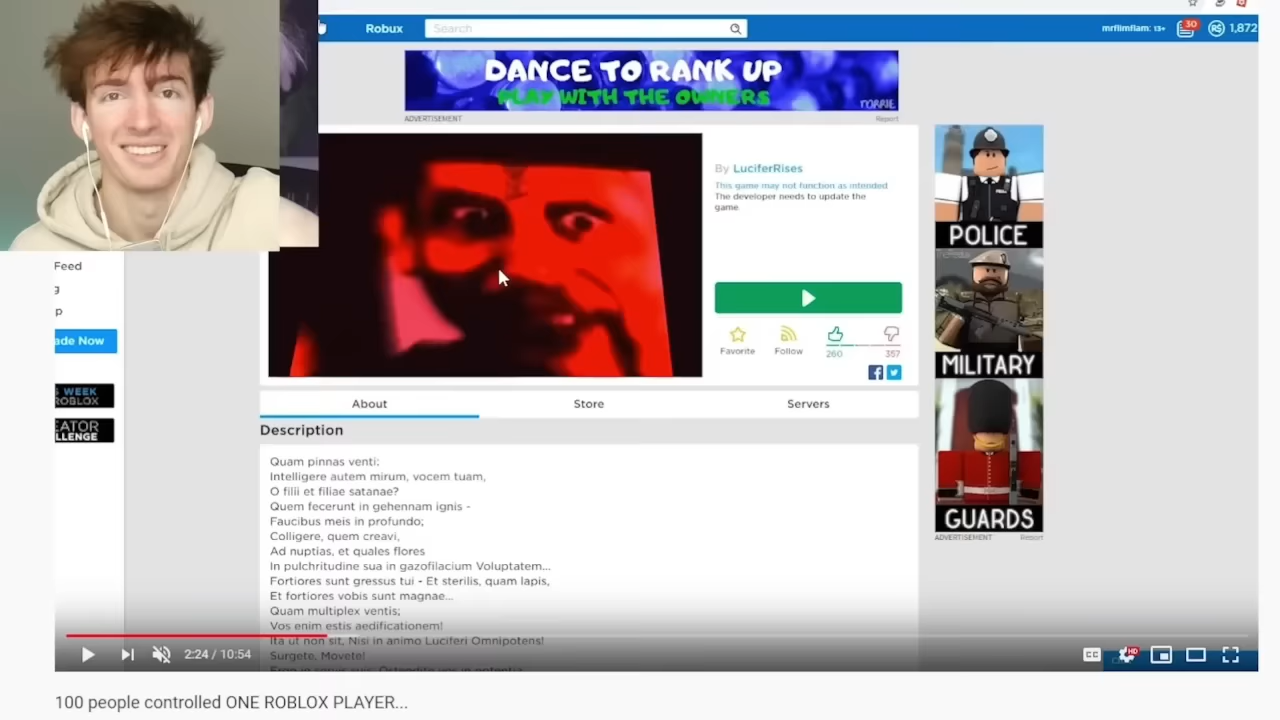 Robux
Search
mrflimflam: 13+
30
1,872
DANCE TO RANK UP
PLAY WITH THE OWNERS
ADVERTISEMENT
Report
By LuciferRises
This game may not function as intended
The developer needs to update the
game
Favorite
Follow
260
357
POLICE
MILITARY
GUARDS
ADVERTISEMENT
Report
Feed
g
p
ade Now
WEEK
ROBLOX
EATOR
LLENGE
About
Store
Servers
Description
Quam pinnas venti;
Intelligere autem mirum, vocem tuam,
O filii et filiae satanae?
Quem fecerunt in gehennam ignis -
Faucibus meis in profundo;
Colligere, quem creavi,
Ad nuptias, et quales flores
In pulchritudine sua in gazofilacium Voluptatem...
Fortiores sunt gressus tui - Et sterilis, quam lapis,
Et fortiores vobis sunt magnae...
Quam multiplex ventis;
Vos enim estis aedificationem!
Ita ut non sit, Nisi in animo Luciferi Omnipotens!
Surgete, Movete!
2:24 / 10:54
CC
HD
100 people controlled ONE ROBLOX PLAYER...